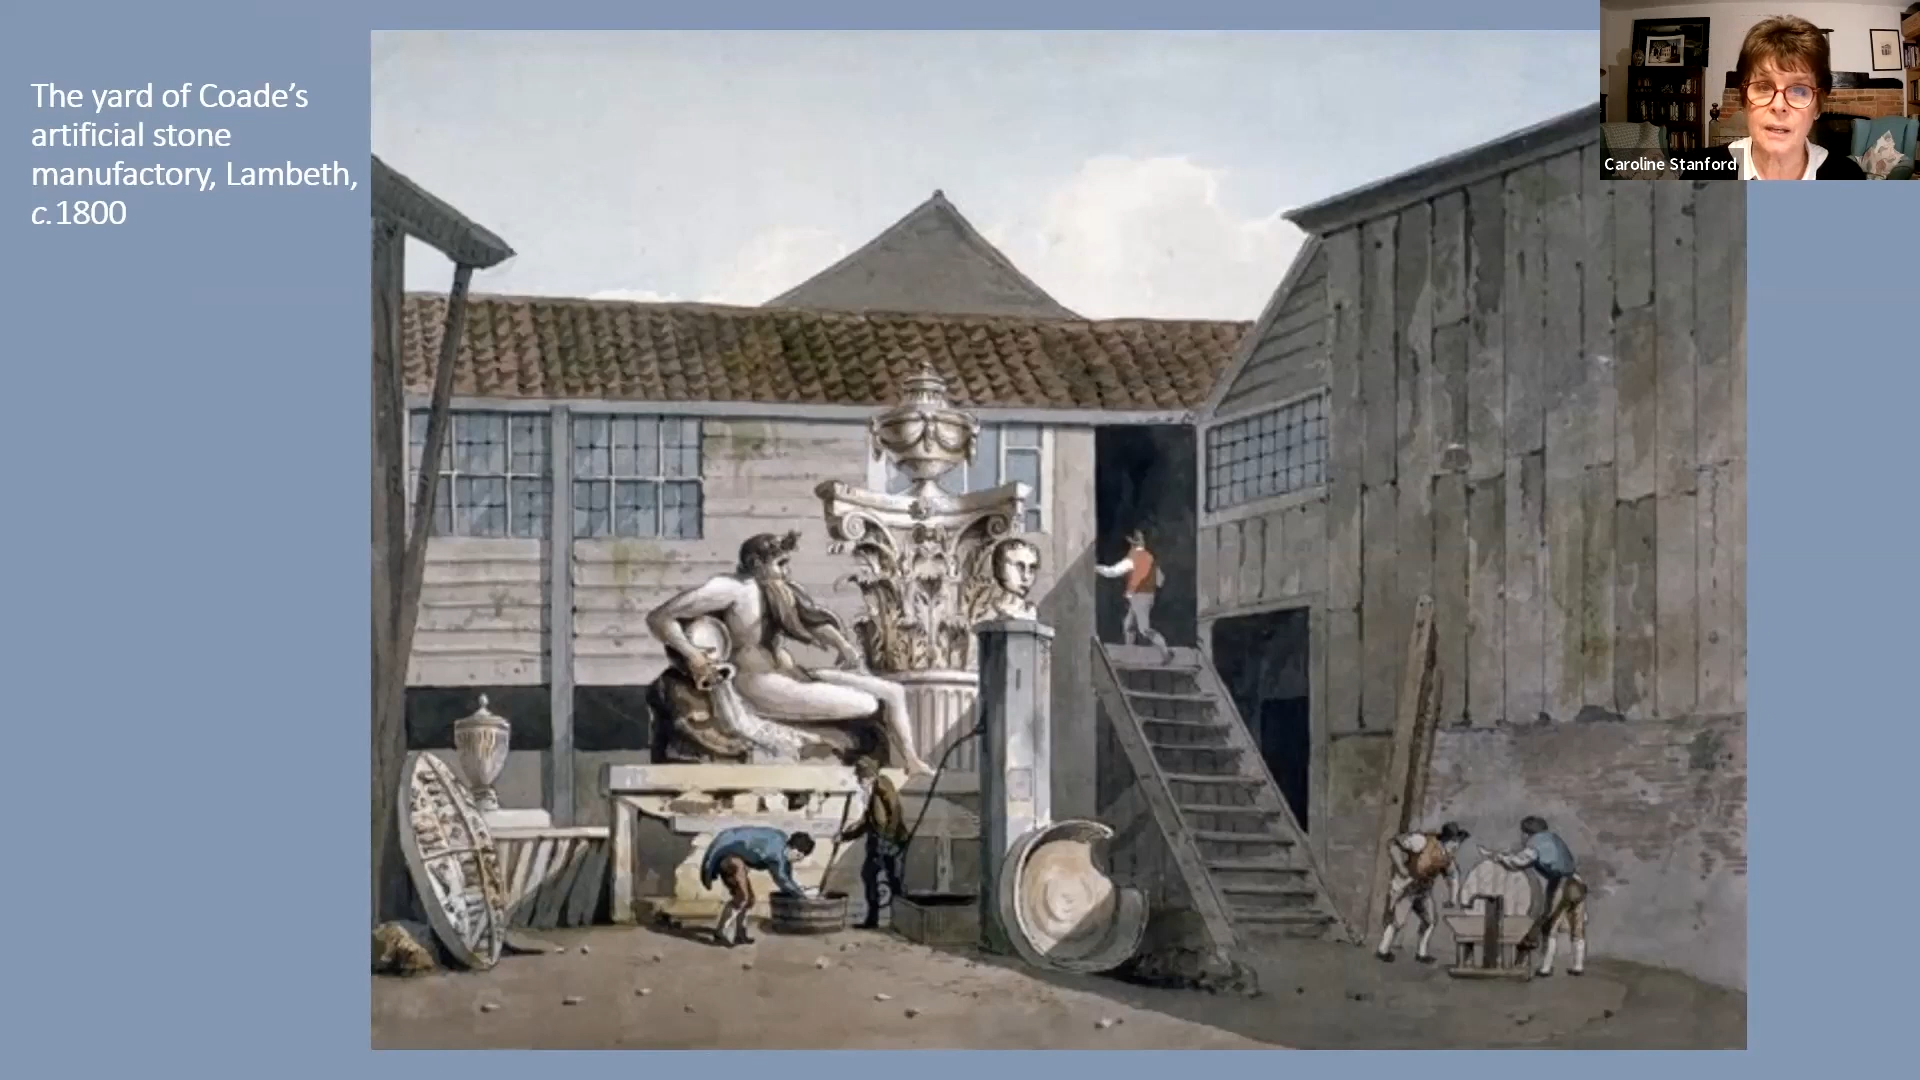 The yard of Coade’s
artificial stone
manufactory, Lambeth,
c.1800
Caroline Stanford